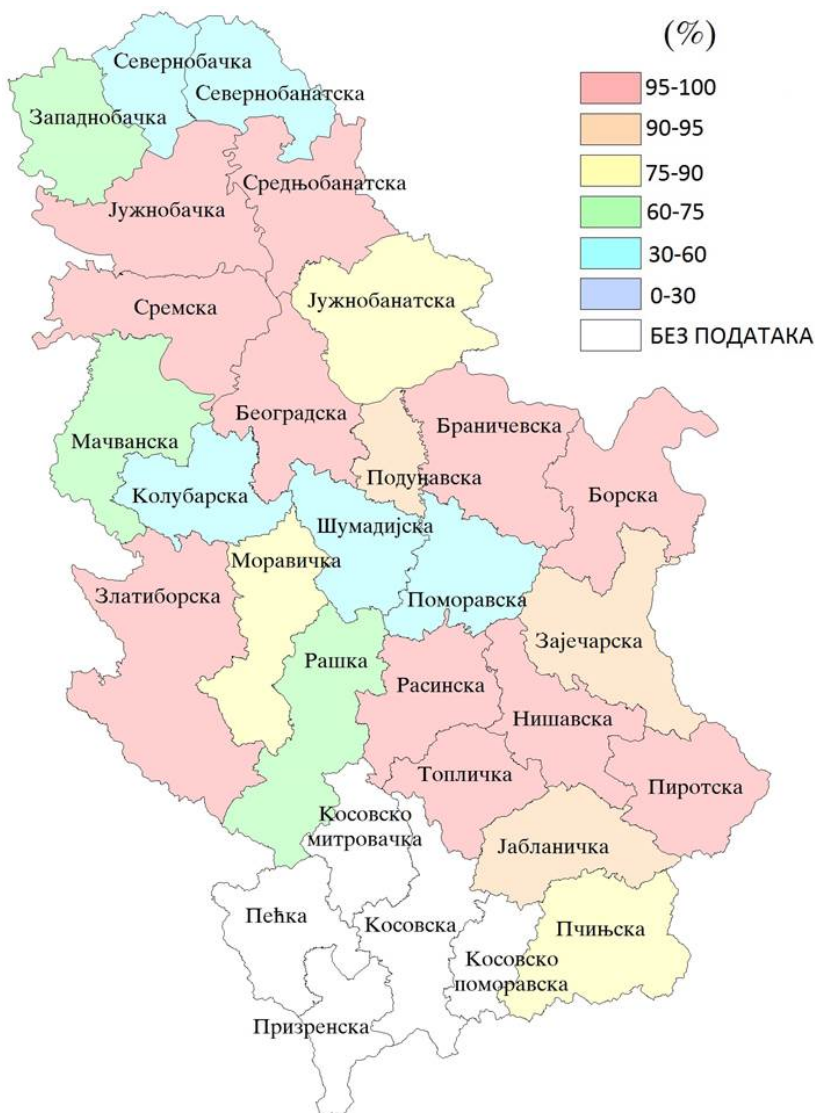 (%)
95-100
90-95
75-90
60-75
30-60
0-30
БЕЗ ПОДАТАКА
Севернобачка
Севернобанатска
Западнобачка
Средњобанатска
Јужнобачка
Јужнобанатска
Сремска
Београдска
Браничевска
Мачванска
Подунавска
Колубарска
Борска
Шумадијска
Моравичка
Златиборска
Поморавска
Зајечарска
Рашка
Расинска
Нишавска
Топличка
Пиротска
Косовско
митровачка
Јабланичка
Пећка
Косовска
Пчињска
Косовско
поморавска
Призренска